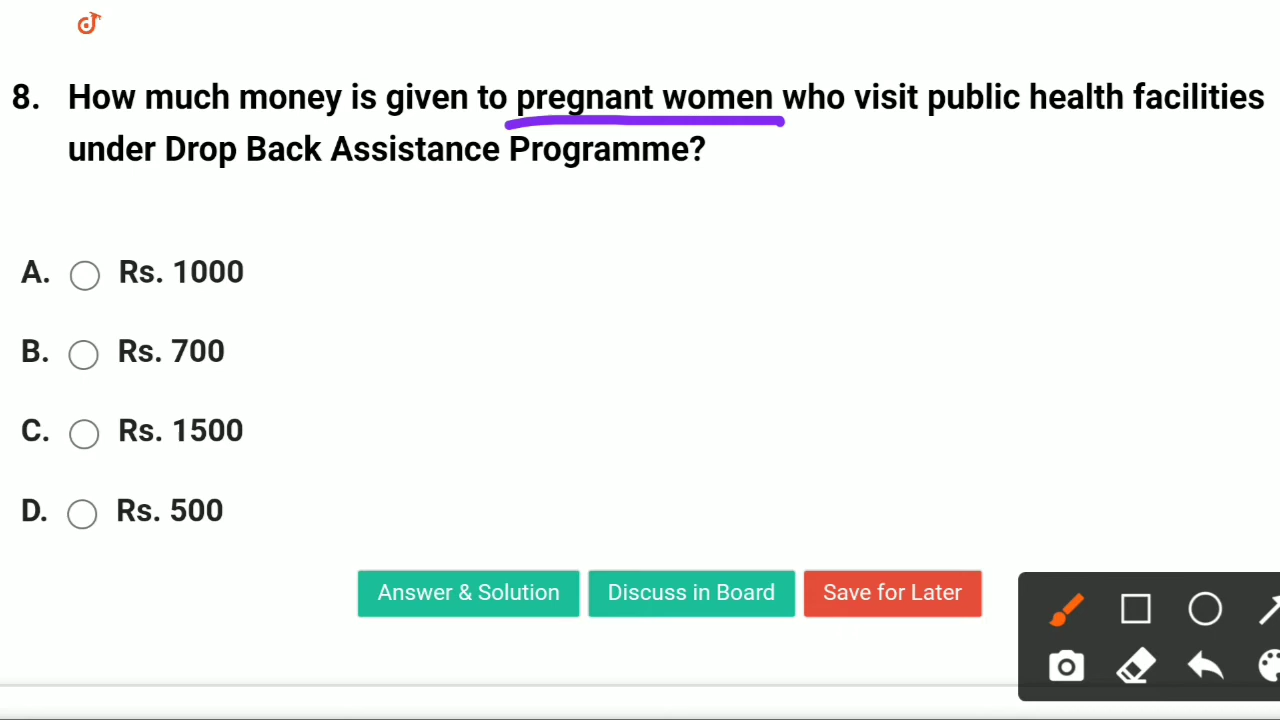 8. How much money is given to pregnant women who visit public health facilities
under Drop Back Assistance Programme?
A. Rs. 1000
B. Rs. 700
C. Rs. 1500
D. Rs. 500
Answer & Solution Discuss in Board Save for Later